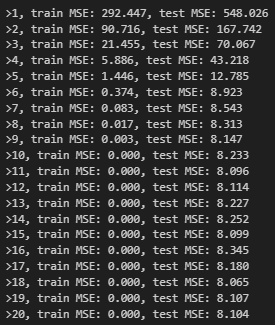 >1, train MSE: 292.447, test MSE: 548.026
>2, train MSE: 90.716, test MSE: 167.742
>3, train MSE: 21.455, test MSE: 70.067
>4, train MSE: 5.886, test MSE: 43.218
>5, train MSE: 1.446, test MSE: 12.785
>6, train MSE: 0.374, test MSE: 8.923
>7, train MSE: 0.083, test MSE: 8.543
>8, train MSE: 0.017, test MSE: 8.313
>9, train MSE: 0.003, test MSE: 8.147
>10, train MSE: 0.000, test MSE: 8.233
>11, train MSE: 0.000, test MSE: 8.096
>12, train MSE: 0.000, test MSE: 8.114
>13, train MSE: 0.000, test MSE: 8.227
>14, train MSE: 0.000, test MSE: 8.252
>15, train MSE: 0.000, test MSE: 8.099
>16, train MSE: 0.000, test MSE: 8.345
>17, train MSE: 0.000, test MSE: 8.180
>18, train MSE: 0.000, test MSE: 8.065
>19, train MSE: 0.000, test MSE: 8.107
>20, train MSE: 0.000, test MSE: 8.104